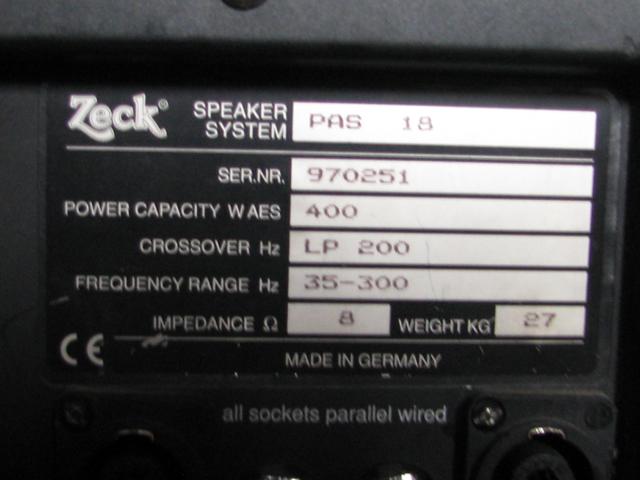 Zeck® SPEAKER SYSTEM PAS 18
SER.NR. 970251
POWER CAPACITY W AES 400
CROSSOVER Hz LP 200
FREQUENCY RANGE Hz 35-300
IMPEDANCE Ω 8 WEIGHT KG 27
CE MADE IN GERMANY
all sockets parallel wired